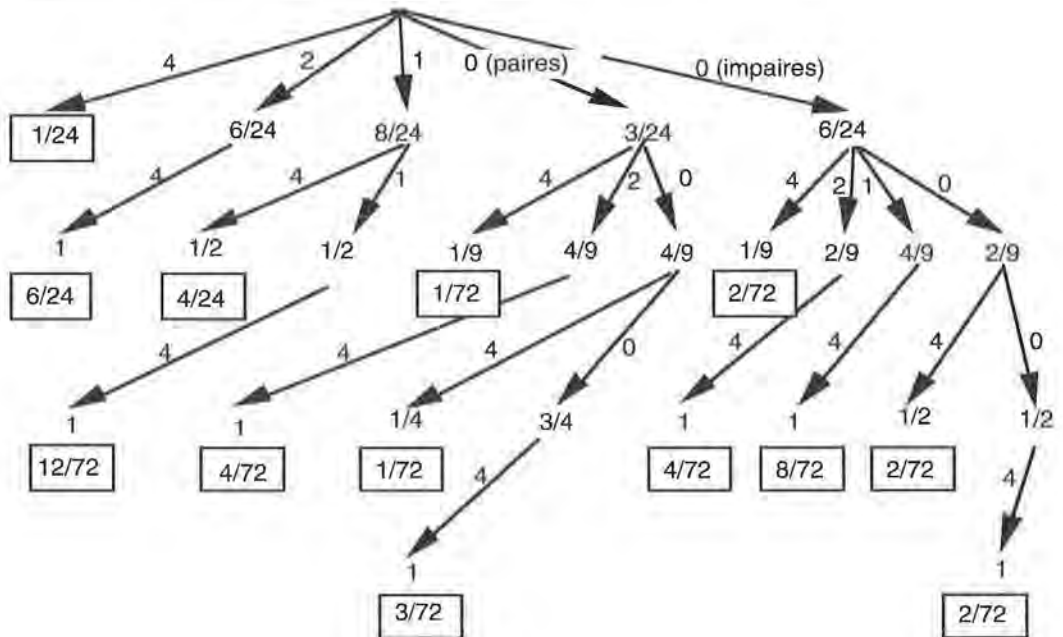 4 2 1 0 (paires) 0 (impaires)
1/24 6/24 8/24 3/24 6/24
4 4 1 4 2 0 4 2 1 0
1 1/2 1/2 1/9 4/9 4/9 1/9 2/9 4/9 2/9
6/24 4/24 1/72 2/72
4 4 4 0 4 4 4 0
1 1 1/4 3/4 1 1 1/2 1/2
12/72 4/72 1/72 4/72 8/72 2/72
4 4
1 1
3/72 2/72